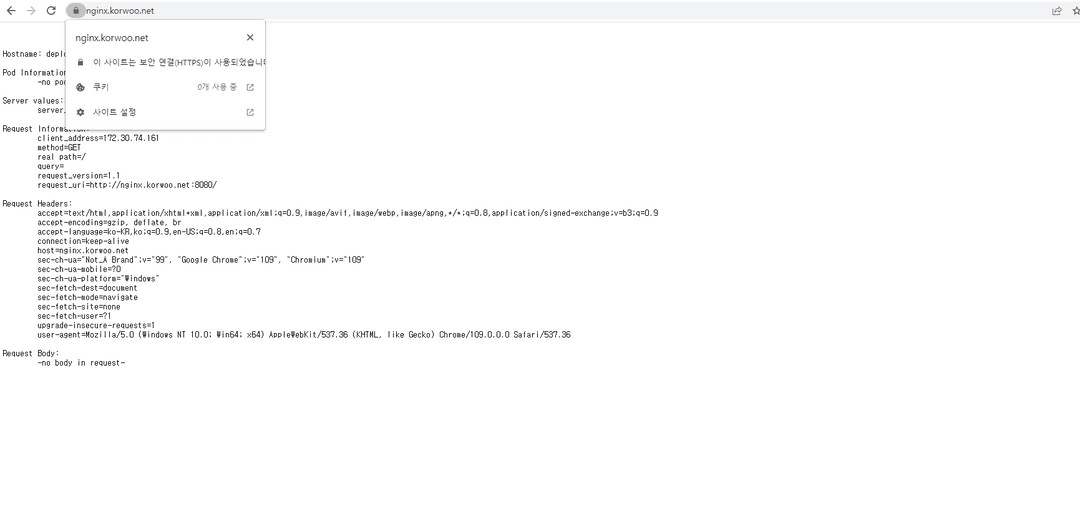 nginx.korwoo.net
nginx.korwoo.net
이 사이트는 보안 연결(HTTPS)이 사용되었습니다
쿠키 0개 사용 중
사이트 설정
Hostname:
Pod Information
-no
Server values:
Request Information:
client_address=172.30.74.161
method=GET
real path=/
query=
request_version=1.1
request_uri=http://nginx.korwoo.net:8080/
Request Headers:
accept=text/html,application/xhtml+xml,application/xml;q=0.9,image/avif,image/webp,image/apng,*/*;q=0.8,application/signed-exchange;v=b3;q=0.9
accept-encoding=gzip, deflate, br
accept-language=ko-KR,ko;q=0.9,en-US;q=0.8,en;q=0.7
connection=keep-alive
host=nginx.korwoo.net
sec-ch-ua="Not_A Brand";v="99", "Google Chrome";v="109", "Chromium";v="109"
sec-ch-ua-mobile=?0
sec-ch-ua-platform="Windows"
sec-fetch-dest=document
sec-fetch-mode=navigate
sec-fetch-site=none
sec-fetch-user=?1
upgrade-insecure-requests=1
user-agent=Mozilla/5.0 (Windows NT 10.0; Win64; x64) AppleWebKit/537.36 (KHTML, like Gecko) Chrome/109.0.0.0 Safari/537.36
Request Body:
-no body in request-